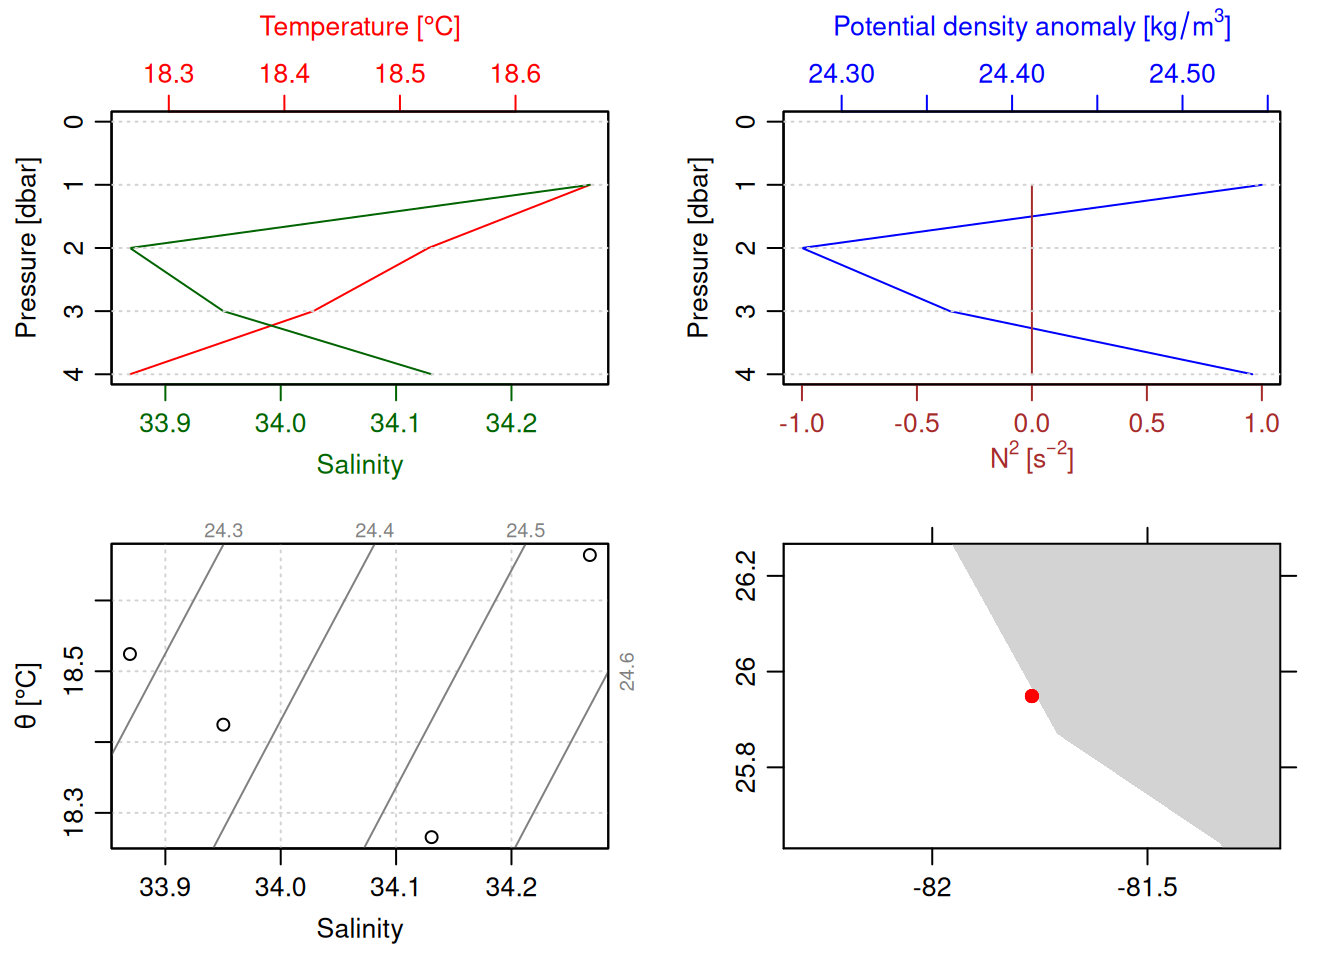 Temperature [°C]
18.3 18.4 18.5 18.6
0
1
2
3
4
Pressure [dbar]
33.9 34.0 34.1 34.2
Salinity
Potential density anomaly [kg/m³]
24.30 24.40 24.50
0
1
2
3
4
Pressure [dbar]
-1.0 -0.5 0.0 0.5 1.0
N² [s⁻²]
24.3 24.4 24.5
24.6
18.5
18.3
θ [°C]
33.9 34.0 34.1 34.2
Salinity
26.2
26
25.8
-82 -81.5